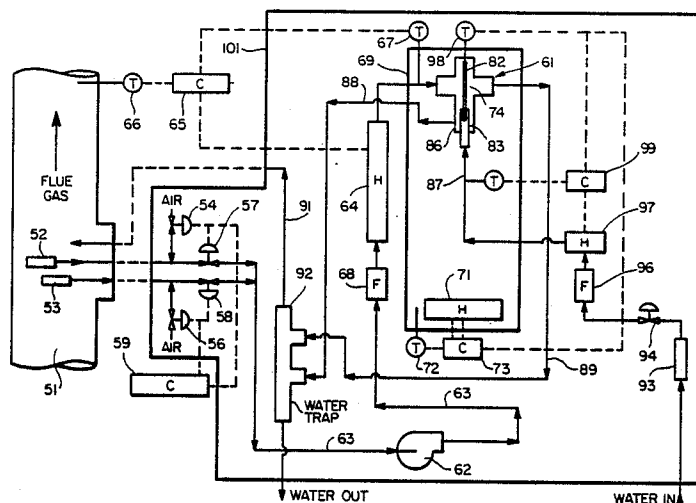 101
67
T
98
T
69
82
61
88
74
T
66
C
65
86
83
C
99
FLUE
GAS
H
64
87
T
AIR
54
57
91
H
97
52
53
92
F
68
F
96
71
H
58
56
AIR
94
59
C
T
72
C
73
93
51
WATER
TRAP
89
63
63
62
WATER OUT
WATER IN